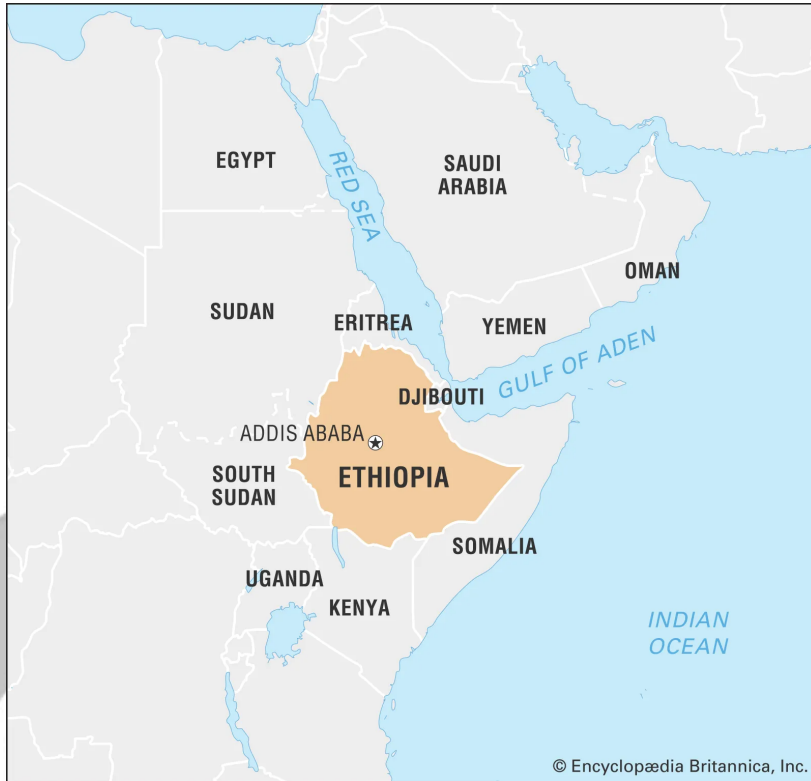 EGYPT
RED SEA
SAUDI
ARABIA
OMAN
SUDAN
ERITREA
YEMEN
GULF OF ADEN
DJIBOUTI
ADDIS ABABA
ETHIOPIA
SOUTH
SUDAN
SOMALIA
UGANDA
KENYA
INDIAN
OCEAN
© Encyclopædia Britannica, Inc.